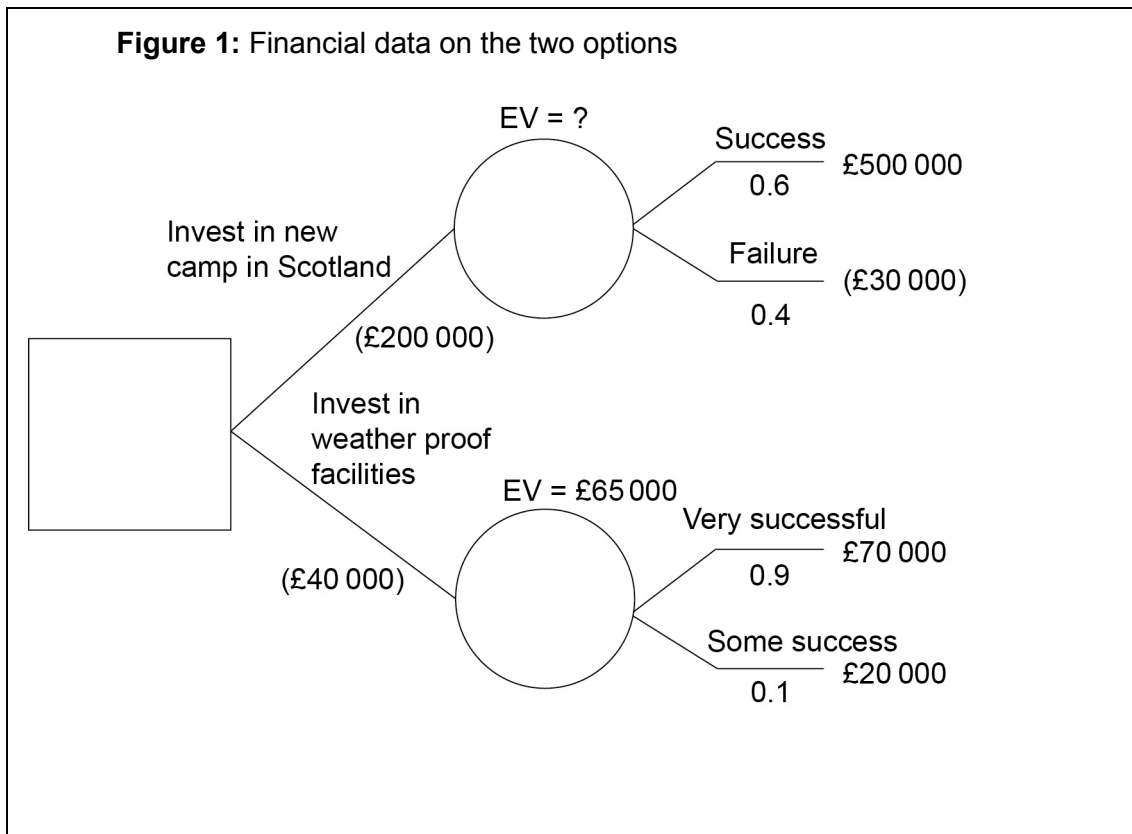 Figure 1: Financial data on the two options
EV = ?
Success
£500 000
0.6
Invest in new
camp in Scotland
Failure
(£30 000)
0.4
(£200 000)
Invest in
weather proof
facilities
EV = £65 000
Very successful
£70 000
0.9
(£40 000)
Some success
£20 000
0.1